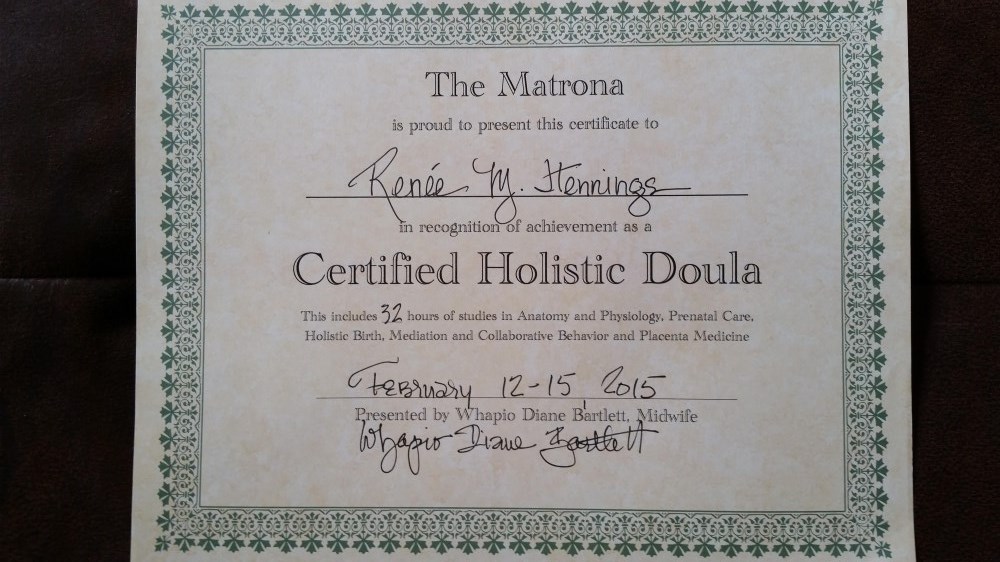 The Matrona
is proud to present this certificate to
Renée M. Hennings
in recognition of achievement as a
Certified Holistic Doula
This includes 32 hours of studies in Anatomy and Physiology, Prenatal Care,
Holistic Birth, Mediation and Collaborative Behavior and Placenta Medicine
February 12-15, 2015
Presented by Whapio Diane Bartlett, Midwife
Whapio Diane Bartlett